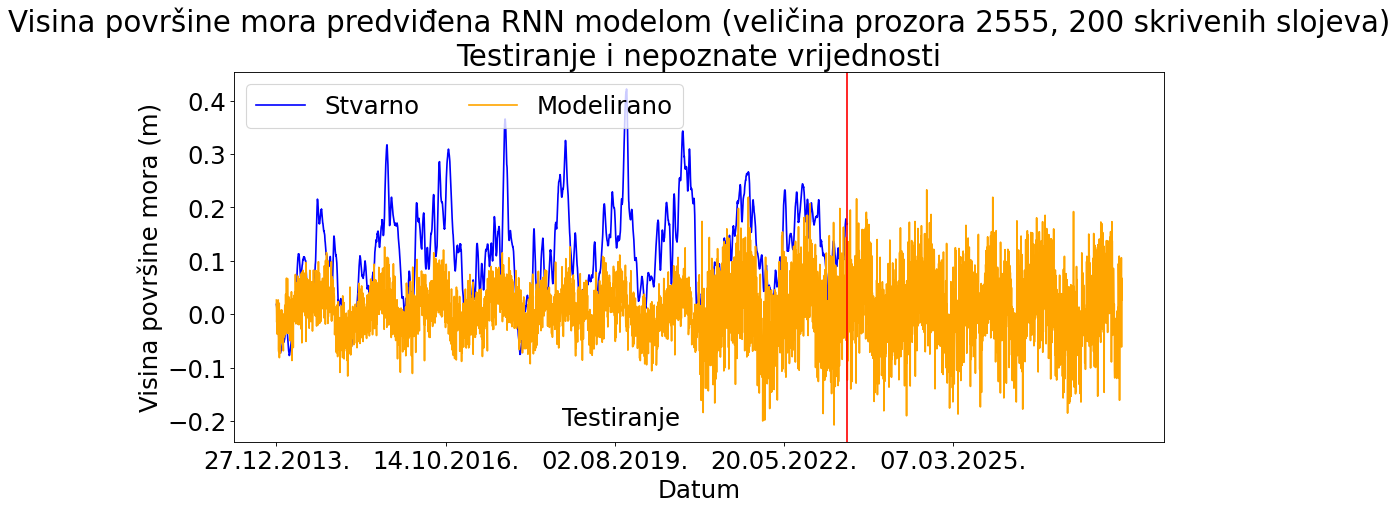 Visina površine mora predviđena RNN modelom (veličina prozora 2555, 200 skrivenih slojeva)
Testiranje i nepoznate vrijednosti
Stvarno
Modelirano
Visina površine mora (m)
0.4
0.3
0.2
0.1
0.0
−0.1
−0.2
Testiranje
27.12.2013.
14.10.2016.
02.08.2019.
20.05.2022.
07.03.2025.
Datum